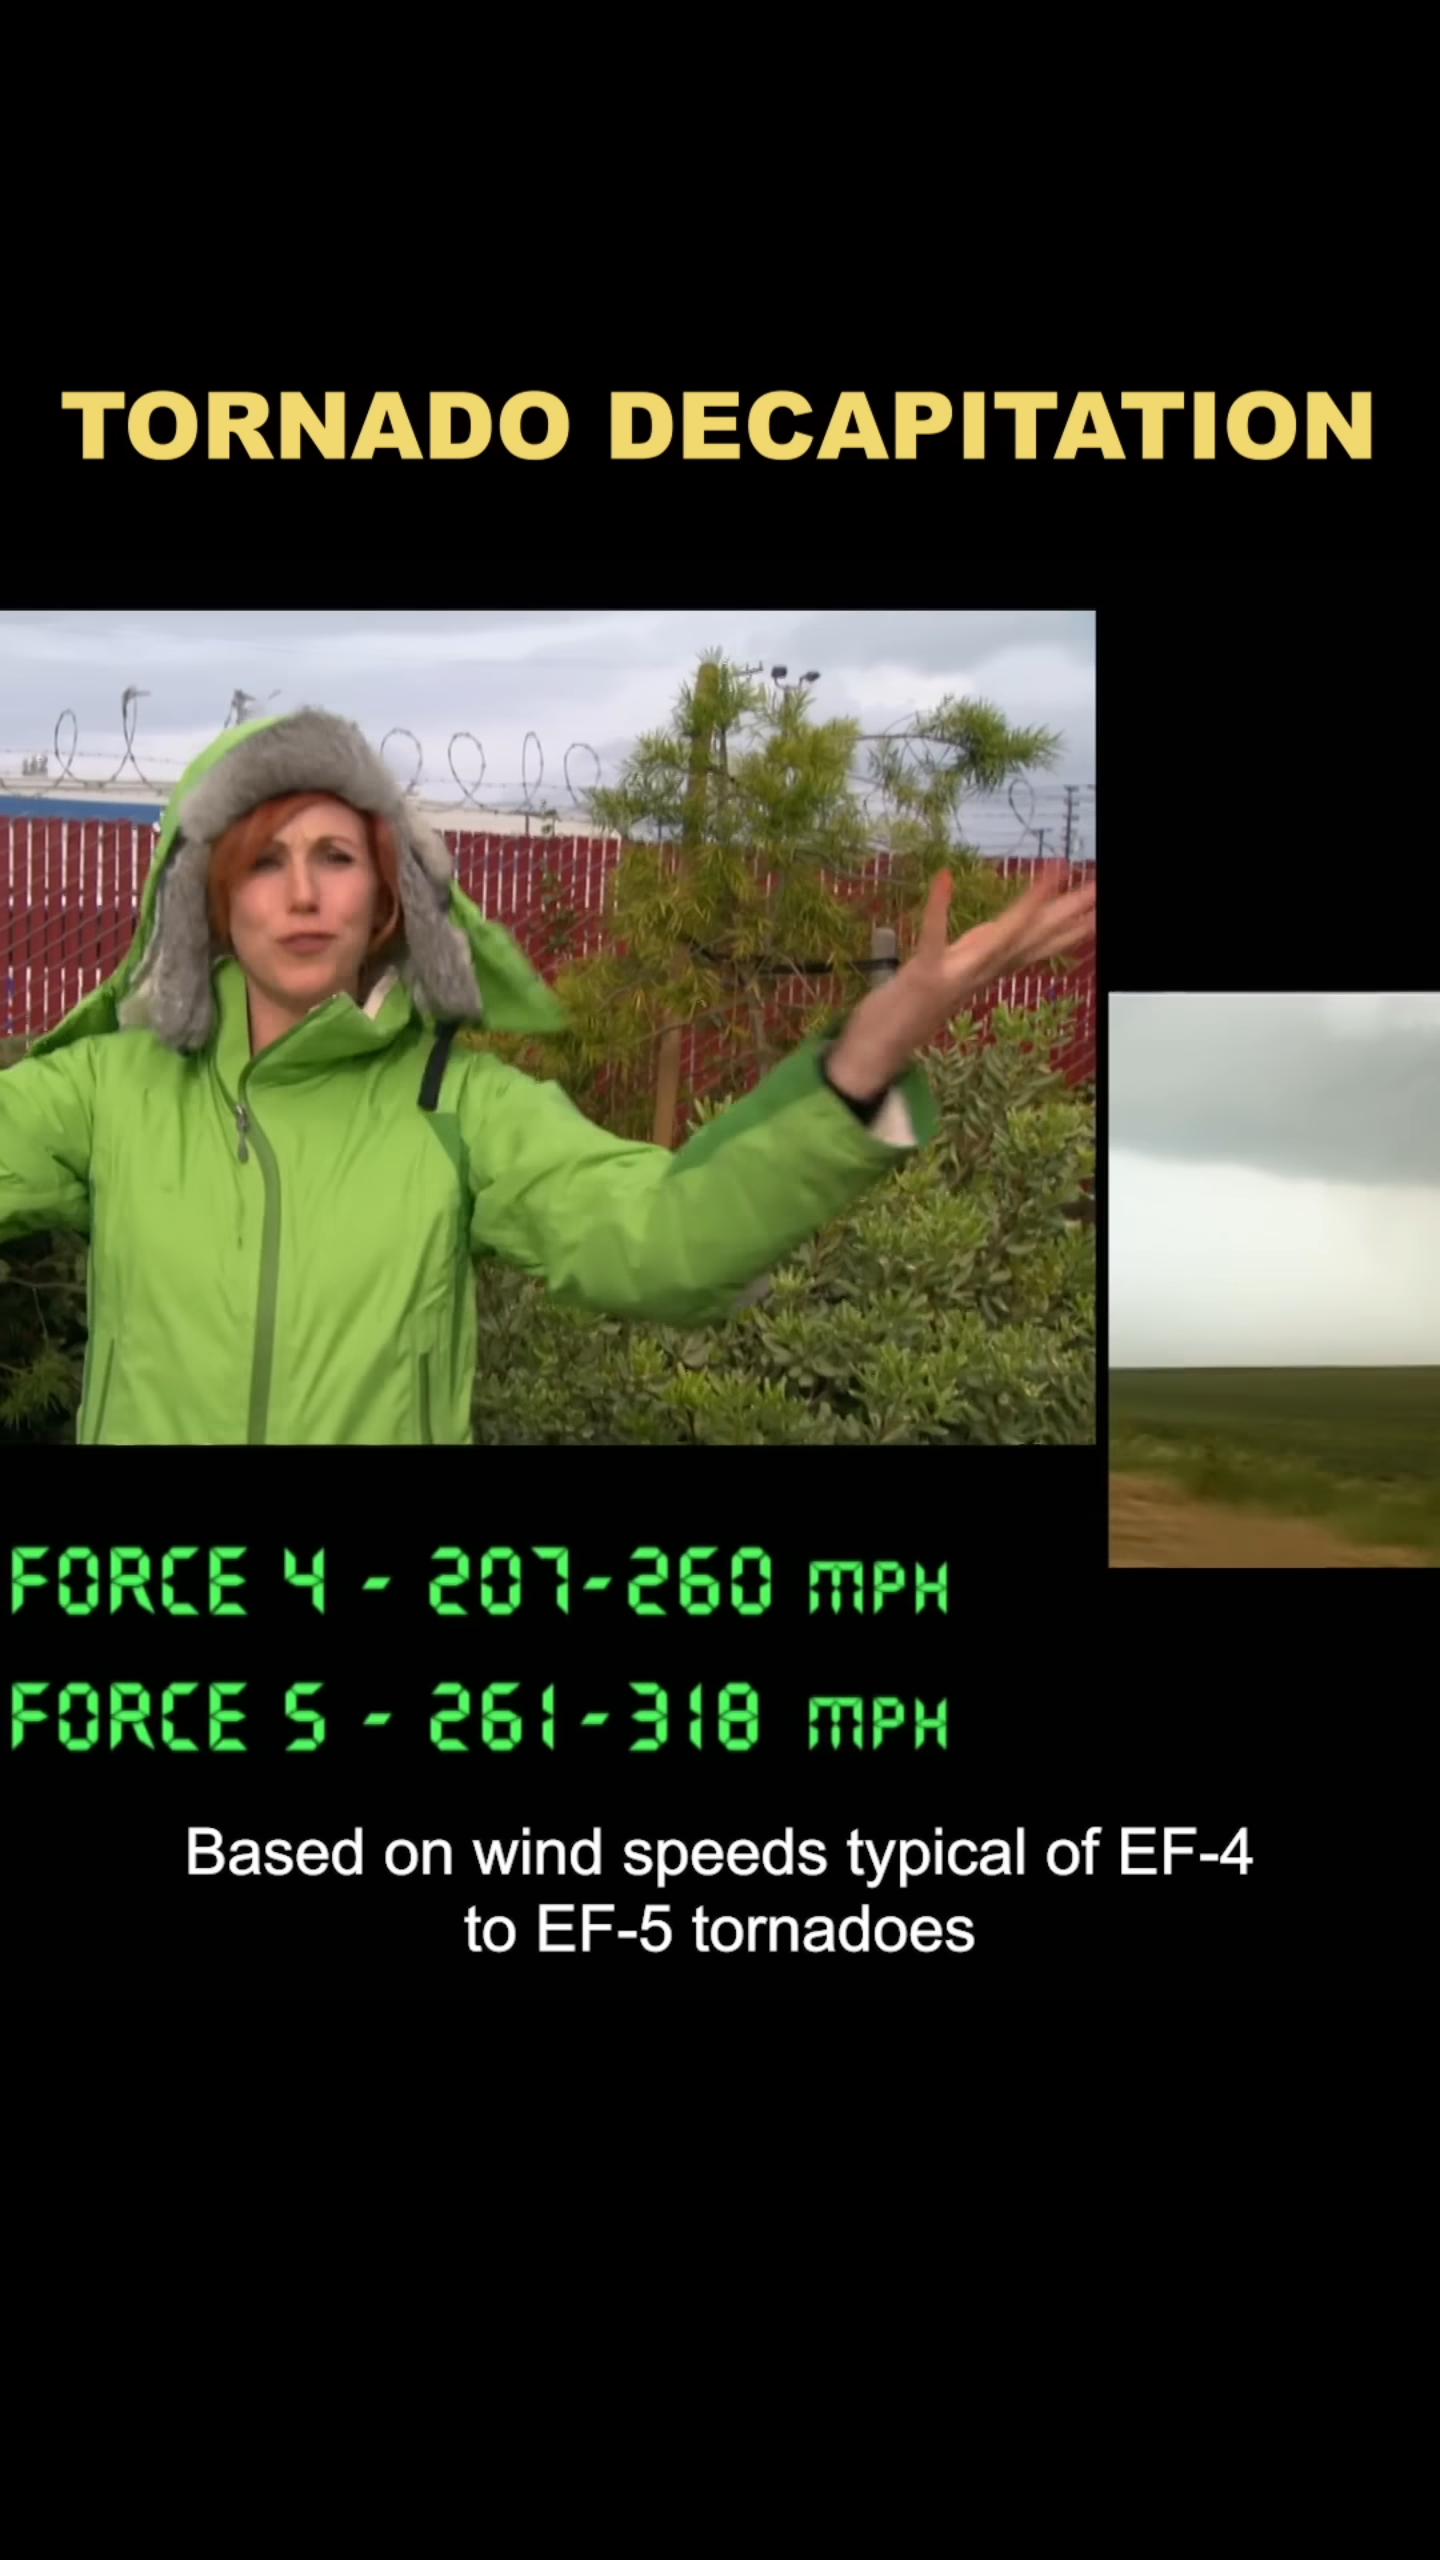 TORNADO DECAPITATION
FORCE 4 - 207-260 MPH
FORCE 5 - 261-318 MPH
Based on wind speeds typical of EF-4
to EF-5 tornadoes